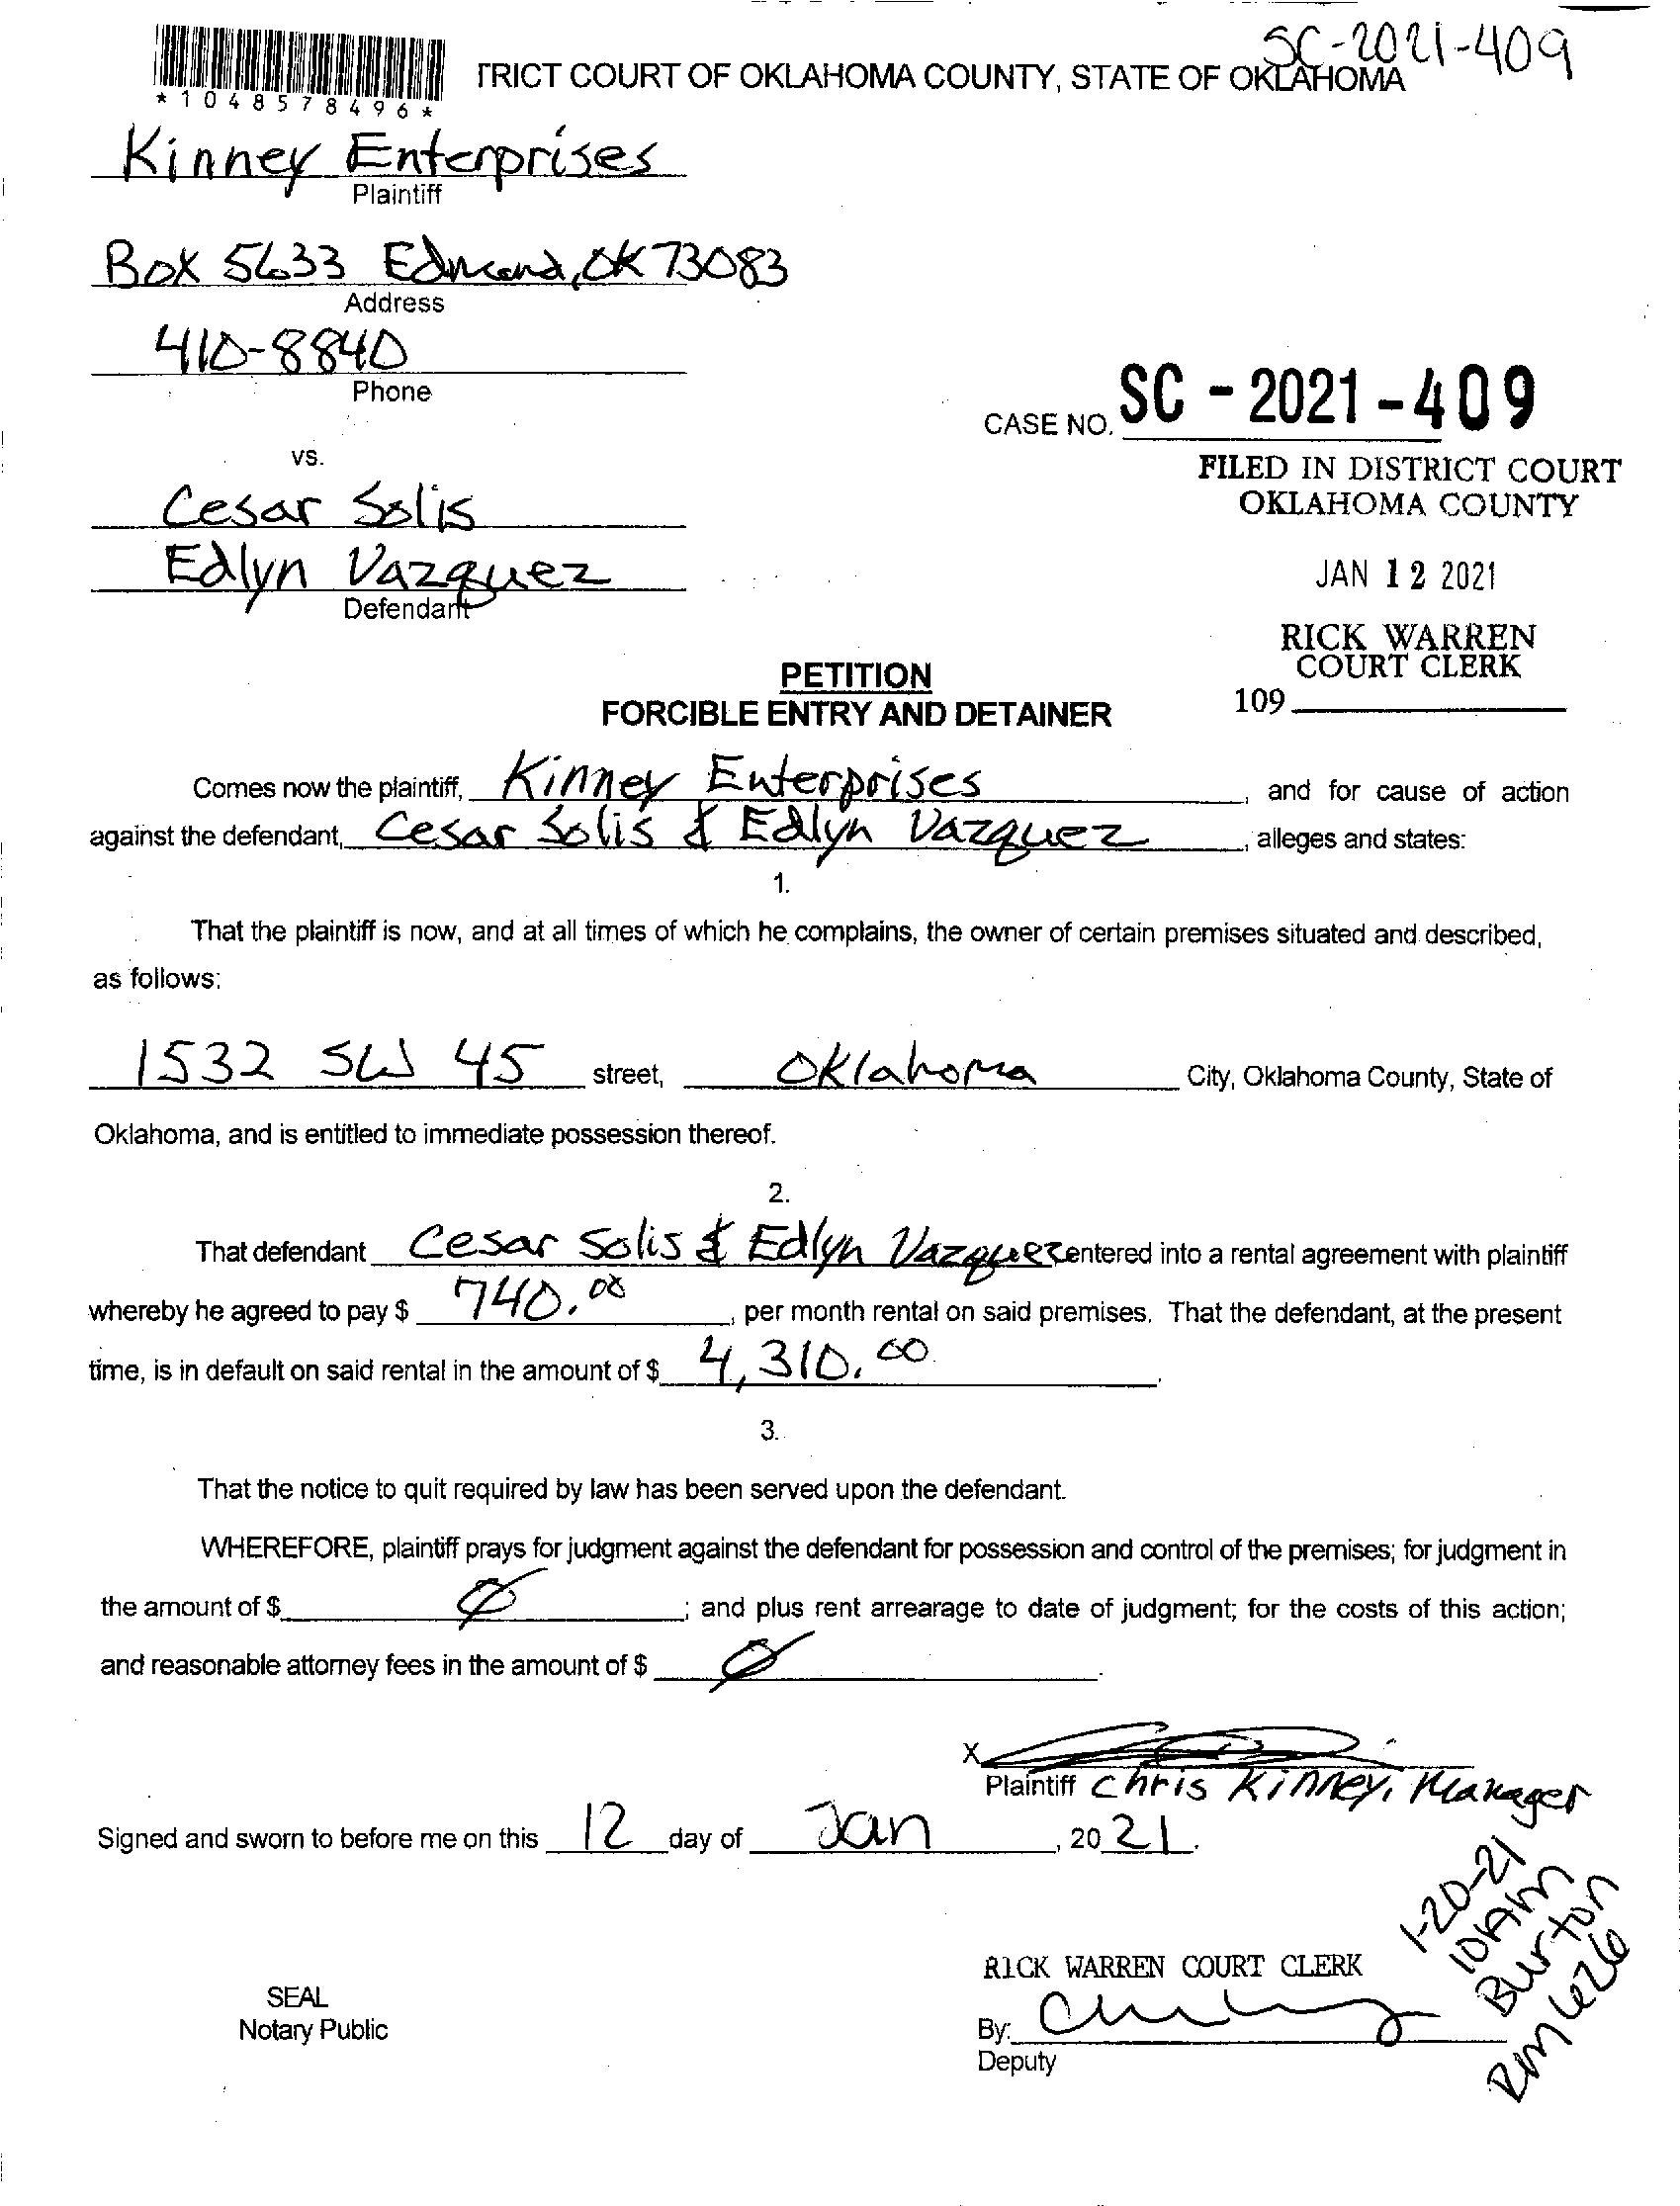 SC-2021-409
TRICT COURT OF OKLAHOMA COUNTY, STATE OF OKLAHOMA
*1048578496*
Kinney Enterprises
Plaintiff
Box 5633 Edmond, OK 73083
Address
410-8840
Phone
CASE NO. SC - 2021 - 409
vs.
FILED IN DISTRICT COURT
OKLAHOMA COUNTY
Cesar Solis
Edlyn Vazquez
Defendant
JAN 12 2021
RICK WARREN
COURT CLERK
109
PETITION
FORCIBLE ENTRY AND DETAINER
Comes now the plaintiff, Kinney Enterprises, and for cause of action
against the defendant, Cesar Solis & Edlyn Vazquez, alleges and states:
1.
That the plaintiff is now, and at all times of which he complains, the owner of certain premises situated and described,
as follows:
1532 SW 45 street, Oklahoma City, Oklahoma County, State of
Oklahoma, and is entitled to immediate possession thereof.
2.
That defendant Cesar Solis & Edlyn Vazquez entered into a rental agreement with plaintiff
whereby he agreed to pay $ 740.00, per month rental on said premises. That the defendant, at the present
time, is in default on said rental in the amount of $ 4,310.00.
3.
That the notice to quit required by law has been served upon the defendant.
WHEREFORE, plaintiff prays for judgment against the defendant for possession and control of the premises; for judgment in
the amount of $ Ø; and plus rent arrearage to date of judgment; for the costs of this action;
and reasonable attorney fees in the amount of $ Ø.
X
Plaintiff Chris Kinney, Manager
Signed and sworn to before me on this 12 day of Jan, 2021.
1-20-21
10AM
Burton
RM 626
RICK WARREN COURT CLERK
SEAL
Notary Public
By:
Deputy